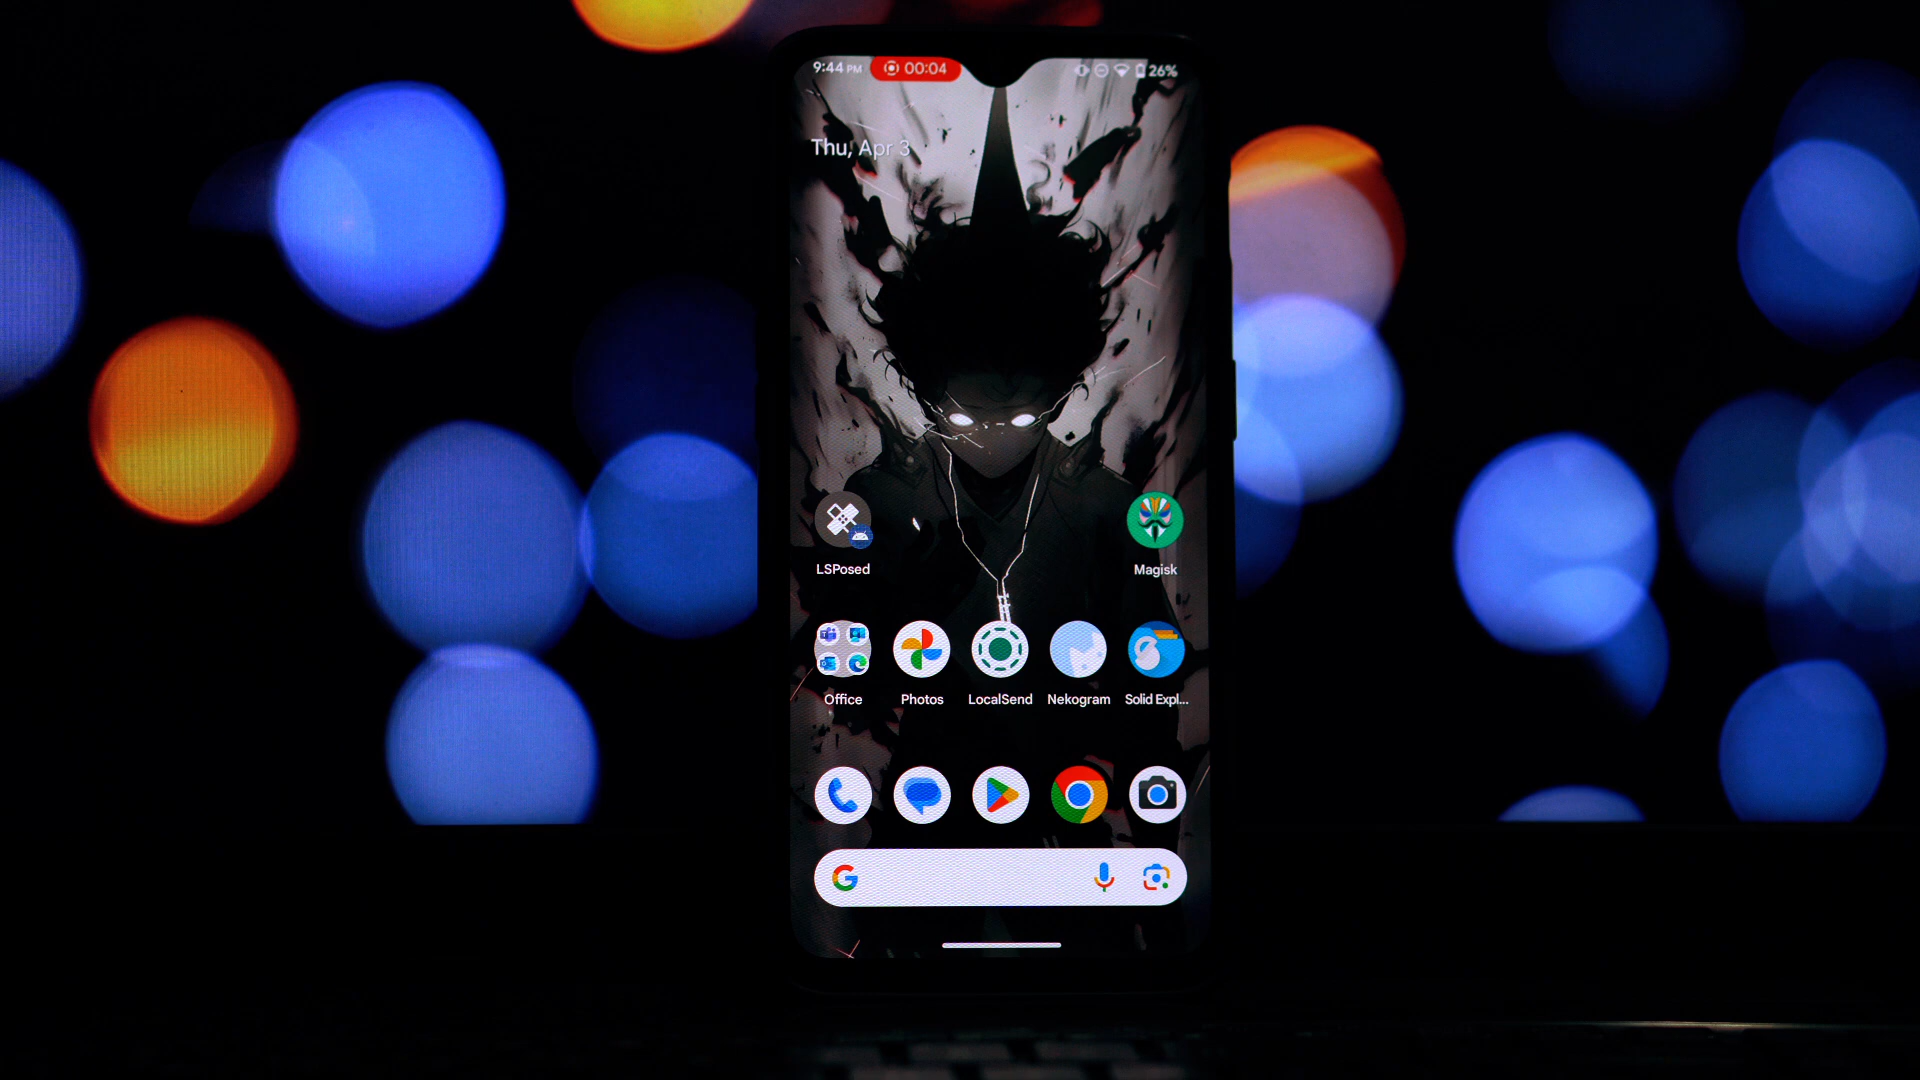 9:44 PM 00:04 26%
Thu, Apr 3
LSPosed Magisk
Office Photos LocalSend Nekogram Solid Expl...